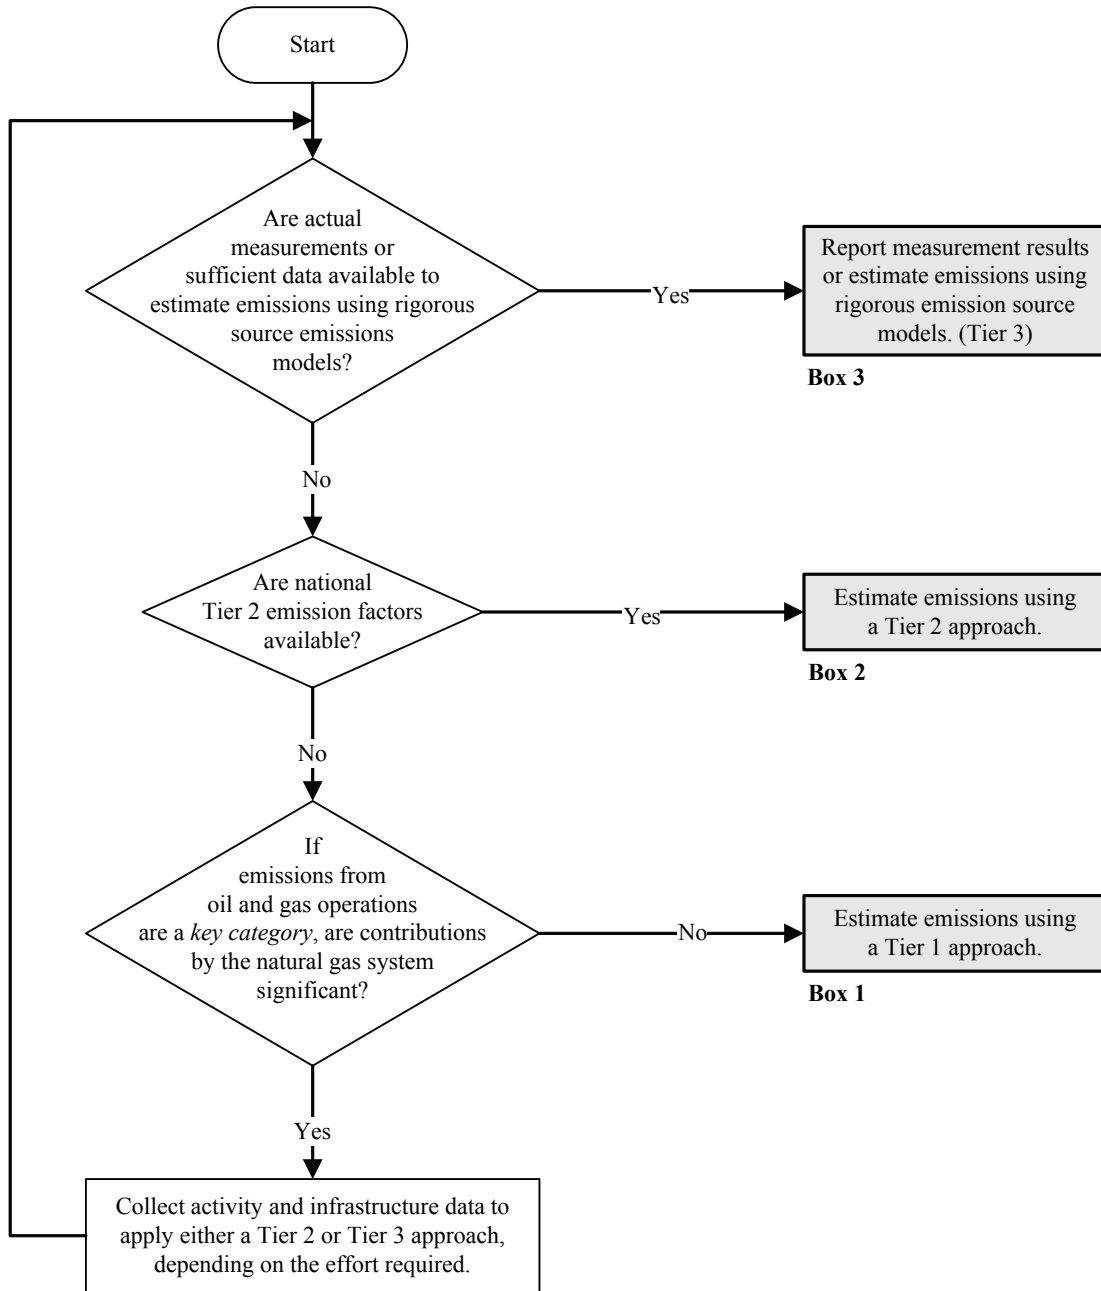 Start
Are actual
measurements or
sufficient data available to
estimate emissions using rigorous
source emissions
models?
Yes
Report measurement results
or estimate emissions using
rigorous emission source
models. (Tier 3)
Box 3
No
Are national
Tier 2 emission factors
available?
Yes
Estimate emissions using
a Tier 2 approach.
Box 2
No
If
emissions from
oil and gas operations
are a key category, are contributions
by the natural gas system
significant?
No
Estimate emissions using
a Tier 1 approach.
Box 1
Yes
Collect activity and infrastructure data to
apply either a Tier 2 or Tier 3 approach,
depending on the effort required.